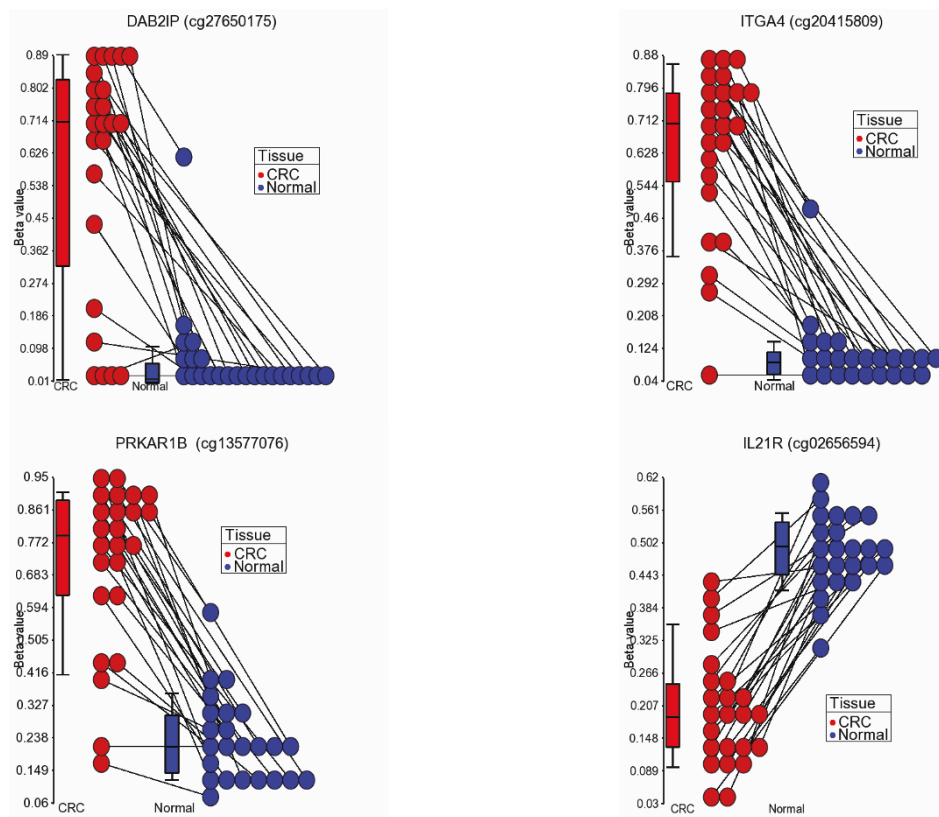 DAB2IP (cg27650175)
0.89
0.802
0.714
0.626
0.538
0.45
0.362
0.274
0.186
0.098
0.01
Beta value
CRC
Normal
Tissue
CRC
Normal
ITGA4 (cg20415809)
0.88
0.796
0.712
0.628
0.544
0.46
0.376
0.292
0.208
0.124
0.04
Beta value
CRC
Normal
Tissue
CRC
Normal
PRKAR1B (cg13577076)
0.95
0.861
0.772
0.683
0.594
0.505
0.416
0.327
0.238
0.149
0.06
Beta value
CRC
Normal
Tissue
CRC
Normal
IL21R (cg02656594)
0.62
0.561
0.502
0.443
0.384
0.325
0.266
0.207
0.148
0.089
0.03
Beta value
CRC
Normal
Tissue
CRC
Normal